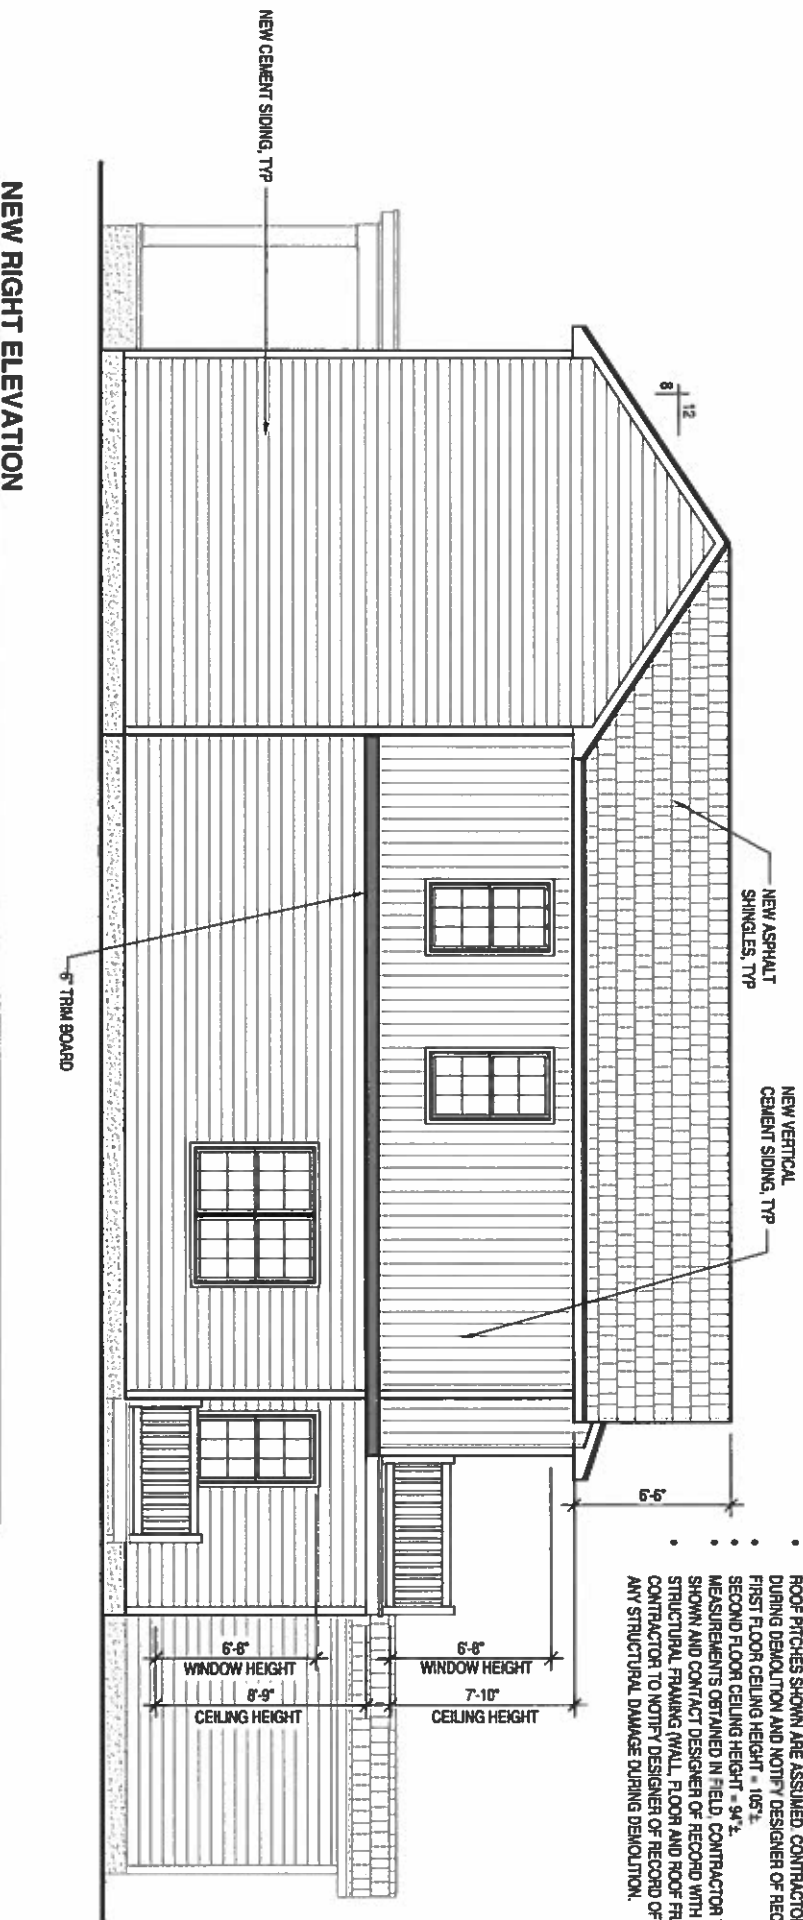 ROOF PITCHES SHOWN ARE ASSUMED. CONTRACTOR
DURING DEMOLITION AND NOTIFY DESIGNER OF REC
FIRST FLOOR CEILING HEIGHT = 105"±
SECOND FLOOR CEILING HEIGHT = 94"±
MEASUREMENTS OBTAINED IN FIELD, CONTRACTOR
SHOWN AND CONTACT DESIGNER OF RECORD WITH
STRUCTURAL FRAMING (WALL, FLOOR AND ROOF FR
CONTRACTOR TO NOTIFY DESIGNER OF RECORD OF
ANY STRUCTURAL DAMAGE DURING DEMOLITION.
NEW VERTICAL
CEMENT SIDING, TYP
NEW ASPHALT
SHINGLES, TYP
12
8
6'-6"
7'-10"
CEILING HEIGHT
6'-8"
WINDOW HEIGHT
8'-9"
CEILING HEIGHT
6'-8"
WINDOW HEIGHT
NEW CEMENT SIDING, TYP
6" TRIM BOARD
NEW RIGHT ELEVATION